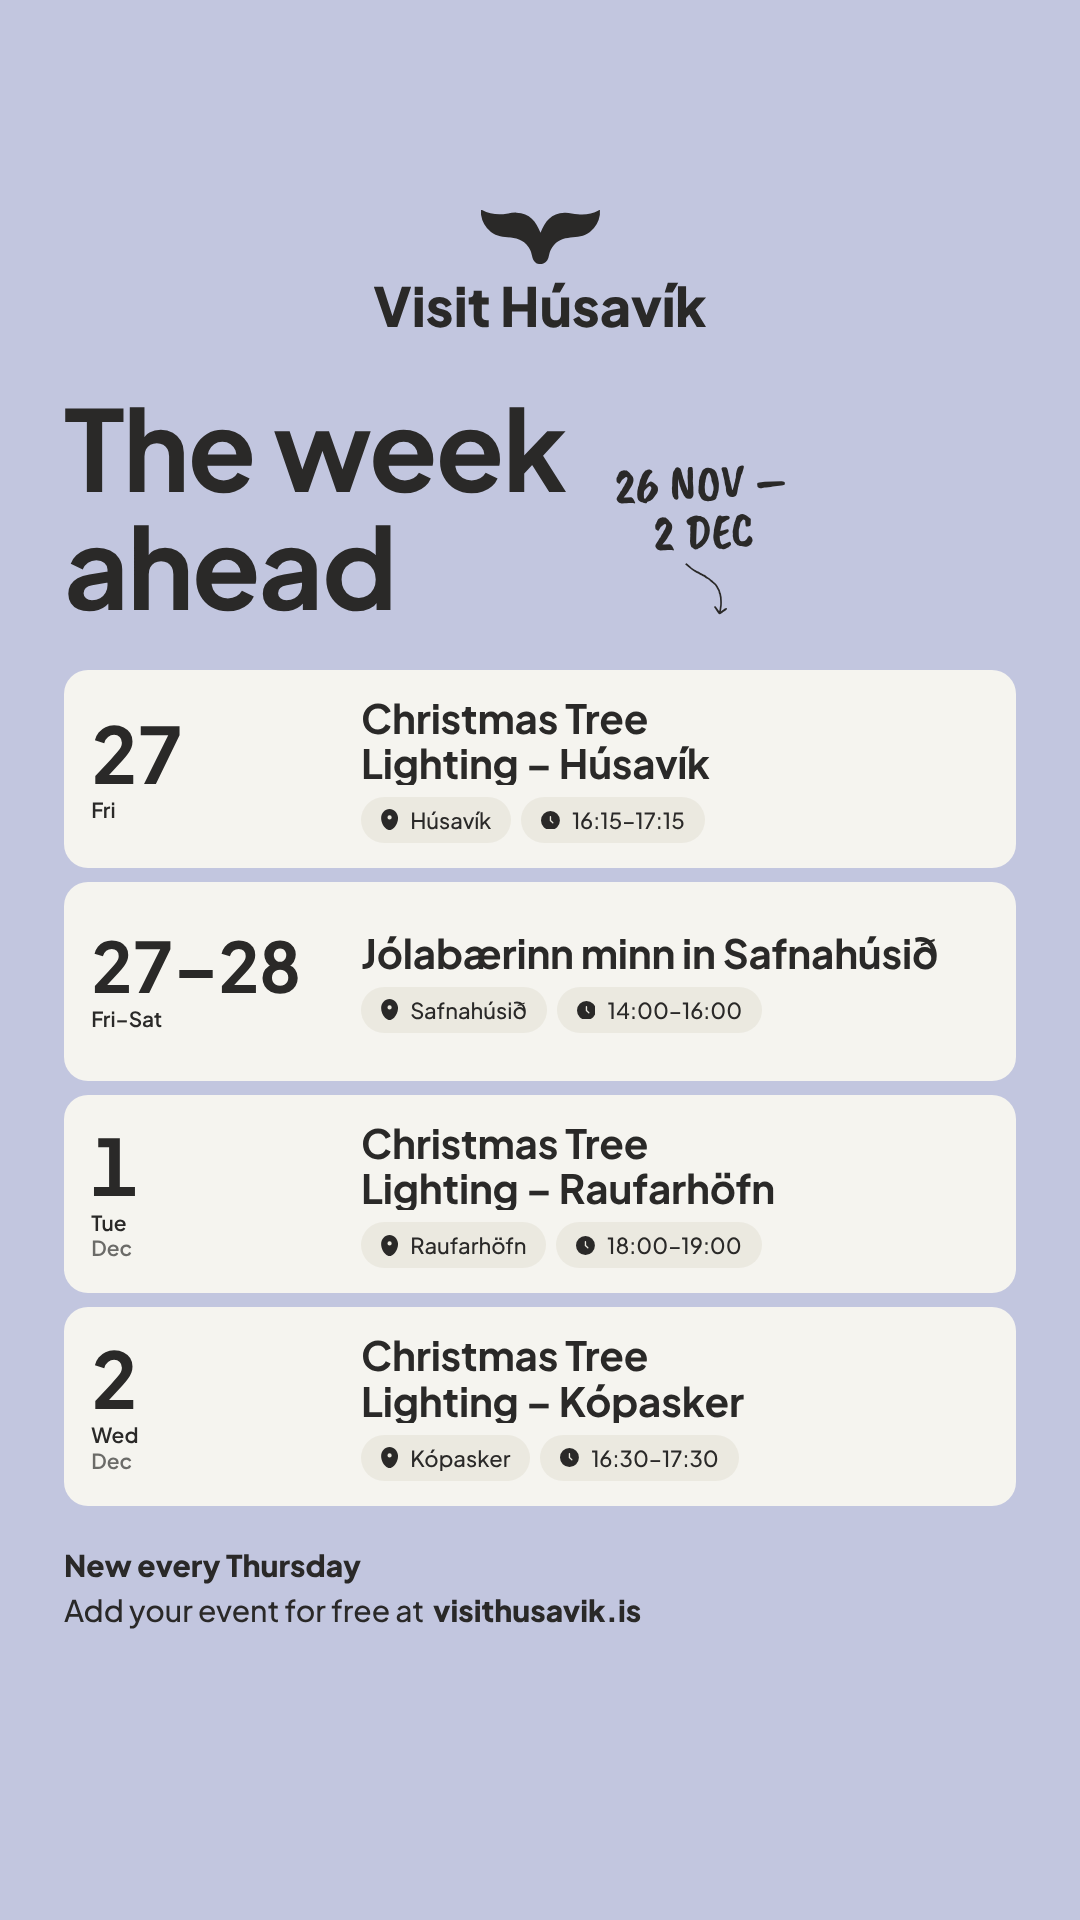 Visit Húsavík
The week
ahead
26 NOV –
2 DEC
27
Fri
Christmas Tree
Lighting – Húsavík
Húsavík
16:15–17:15
27–28
Fri–Sat
Jólabærinn minn in Safnahúsið
Safnahúsið
14:00–16:00
1
Tue
Dec
Christmas Tree
Lighting – Raufarhöfn
Raufarhöfn
18:00–19:00
2
Wed
Dec
Christmas Tree
Lighting – Kópasker
Kópasker
16:30–17:30
New every Thursday
Add your event for free at visithusavik.is